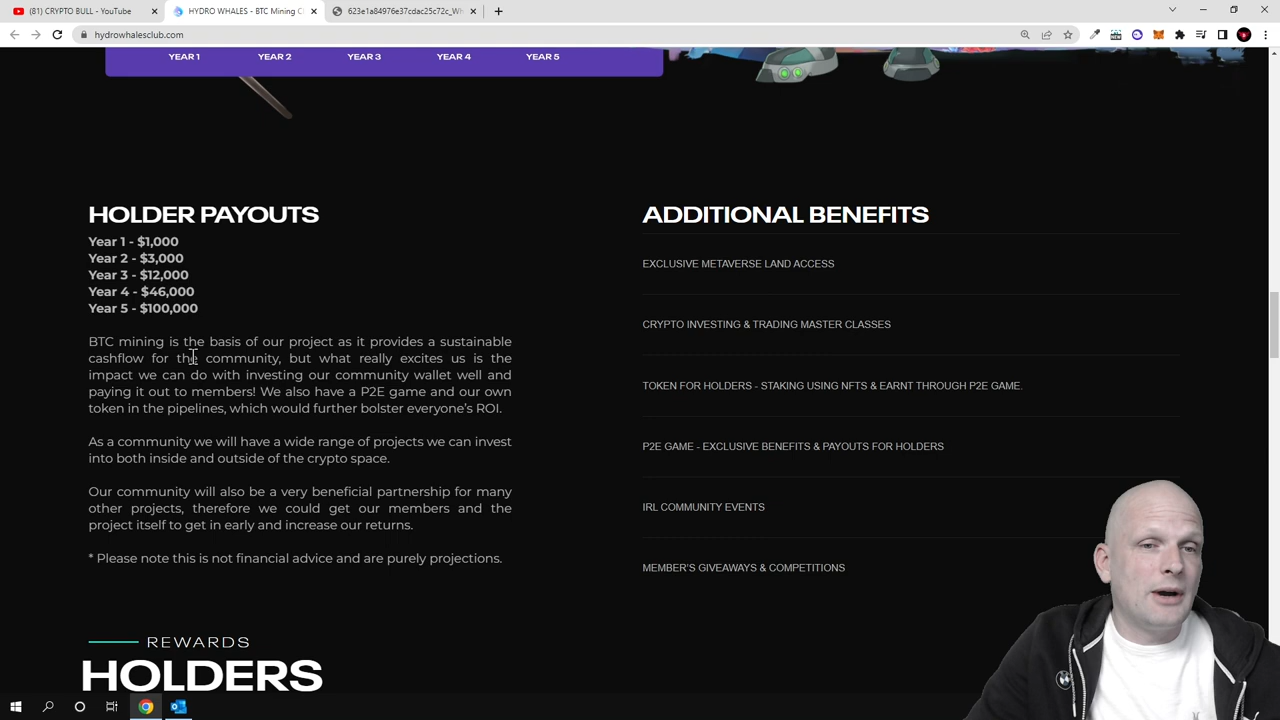 (81) CRYPTO BULL - YouTube
HYDRO WHALES - BTC Mining C
623e1a84976e37cdac25c72c_Wh
hydrowhalesclub.com
YEAR 1 YEAR 2 YEAR 3 YEAR 4 YEAR 5
HOLDER PAYOUTS
Year 1 - $1,000
Year 2 - $3,000
Year 3 - $12,000
Year 4 - $46,000
Year 5 - $100,000
BTC mining is the basis of our project as it provides a sustainable
cashflow for the community, but what really excites us is the
impact we can do with investing our community wallet well and
paying it out to members! We also have a P2E game and our own
token in the pipelines, which would further bolster everyone's ROI.
As a community we will have a wide range of projects we can invest
into both inside and outside of the crypto space.
Our community will also be a very beneficial partnership for many
other projects, therefore we could get our members and the
project itself to get in early and increase our returns.
* Please note this is not financial advice and are purely projections.
ADDITIONAL BENEFITS
EXCLUSIVE METAVERSE LAND ACCESS
CRYPTO INVESTING & TRADING MASTER CLASSES
TOKEN FOR HOLDERS - STAKING USING NFTS & EARNT THROUGH P2E GAME.
P2E GAME - EXCLUSIVE BENEFITS & PAYOUTS FOR HOLDERS
IRL COMMUNITY EVENTS
MEMBER'S GIVEAWAYS & COMPETITIONS
REWARDS
HOLDERS